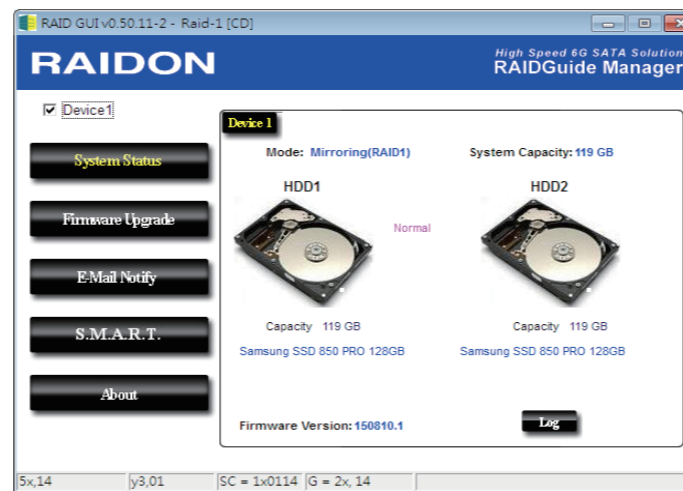 RAID GUI v0.50.11-2 - Raid-1 [CD]
RAIDON
High Speed 6G SATA Solution
RAIDGuide Manager
Device1
System Status
Firmware Upgrade
E-Mail Notify
S.M.A.R.T.
About
Device 1
Mode: Mirroring(RAID1) System Capacity: 119 GB
HDD1 HDD2
Normal
Capacity 119 GB Capacity 119 GB
Samsung SSD 850 PRO 128GB Samsung SSD 850 PRO 128GB
Firmware Version: 150810.1 Log
5x,14 y3,01 SC = 1x0114 G = 2x, 14